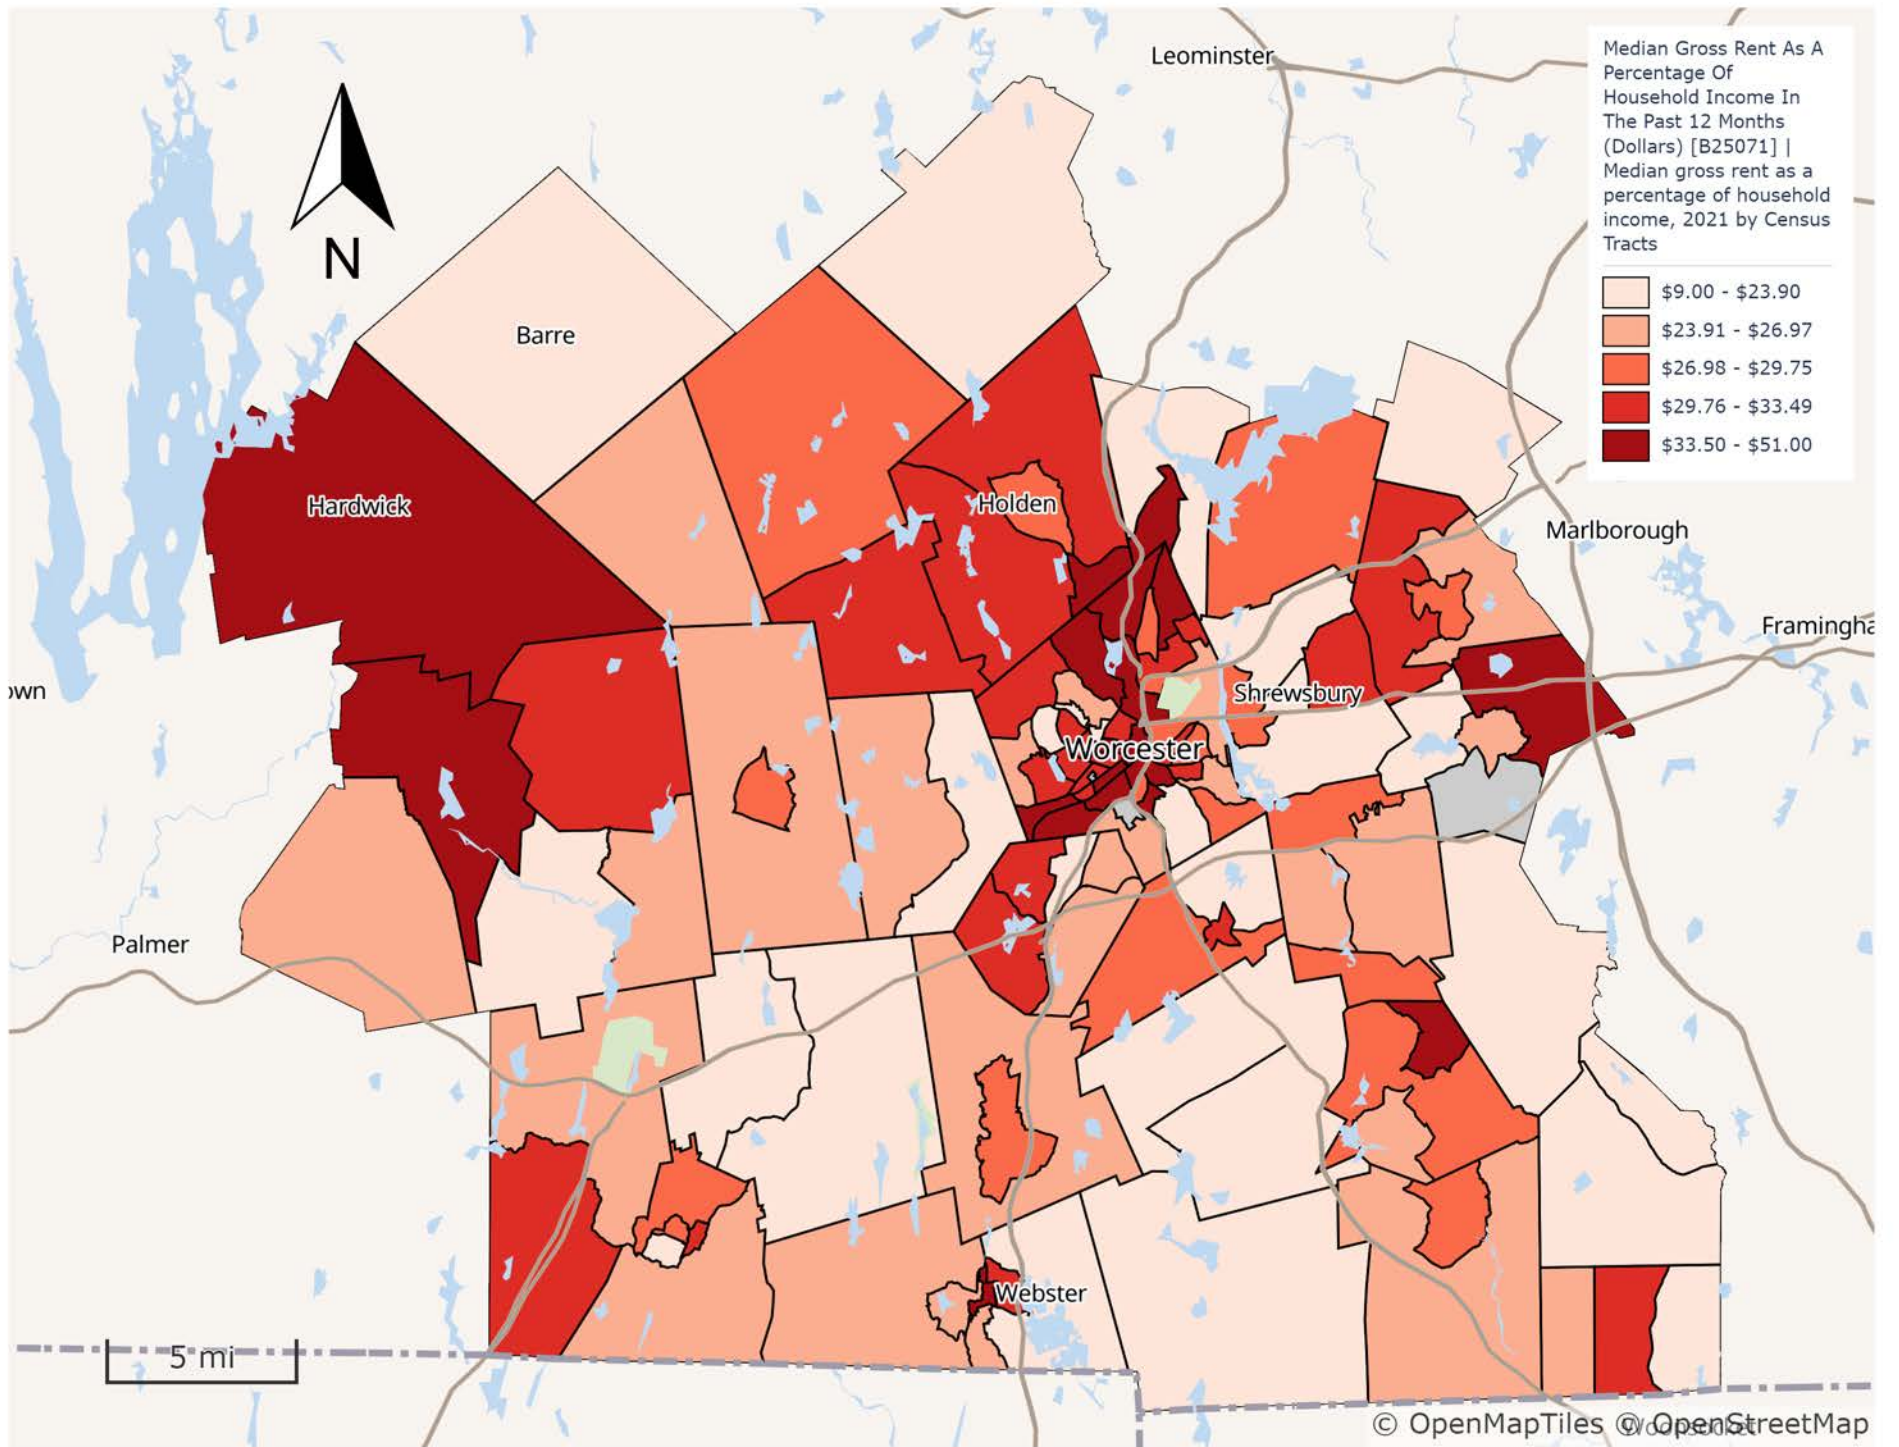 Leominster
Median Gross Rent As A
Percentage Of
Household Income In
The Past 12 Months
(Dollars) [B25071] |
Median gross rent as a
percentage of household
income, 2021 by Census
Tracts
$9.00 - $23.90
$23.91 - $26.97
$26.98 - $29.75
$29.76 - $33.49
$33.50 - $51.00
N
Barre
Hardwick
Holden
Marlborough
Framingha
own
Shrewsbury
Worcester
Palmer
Webster
5 mi
© OpenMapTiles © OpenStreetMap
Woonsocket